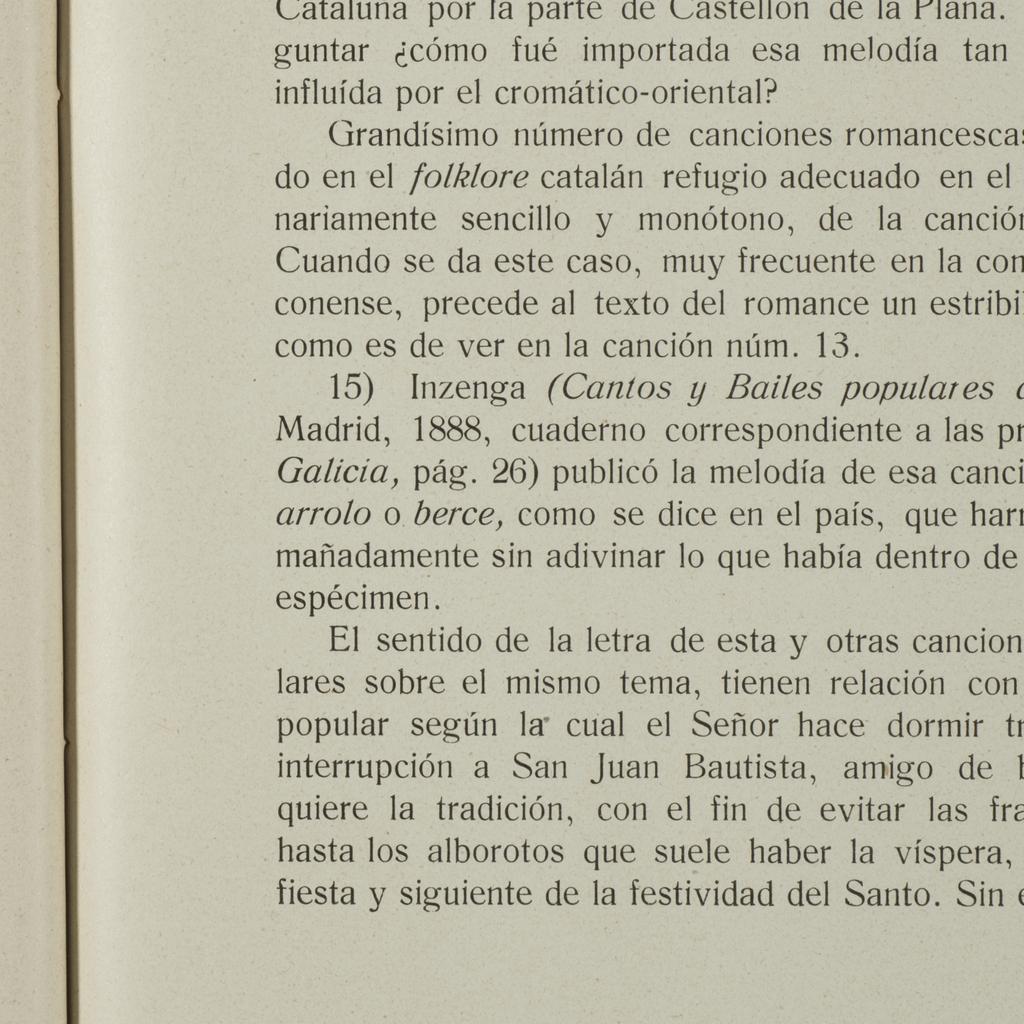 Cataluña por la parte de Castellón de la Plana.
guntar ¿cómo fué importada esa melodía tan
influída por el cromático-oriental?
Grandísimo número de canciones romancescas
do en el folklore catalán refugio adecuado en el
nariamente sencillo y monótono, de la canción
Cuando se da este caso, muy frecuente en la con
conense, precede al texto del romance un estribi
como es de ver en la canción núm. 13.
15) Inzenga (Cantos y Bailes populares
Madrid, 1888, cuaderno correspondiente a las pr
Galicia, pág. 26) publicó la melodía de esa canci
arrolo o berce, como se dice en el país, que har
mañadamente sin adivinar lo que había dentro de
espécimen.
El sentido de la letra de esta y otras cancion
lares sobre el mismo tema, tienen relación con
popular según la cual el Señor hace dormir tr
interrupción a San Juan Bautista, amigo de
quiere la tradición, con el fin de evitar las fra
hasta los alborotos que suele haber la víspera,
fiesta y siguiente de la festividad del Santo. Sin